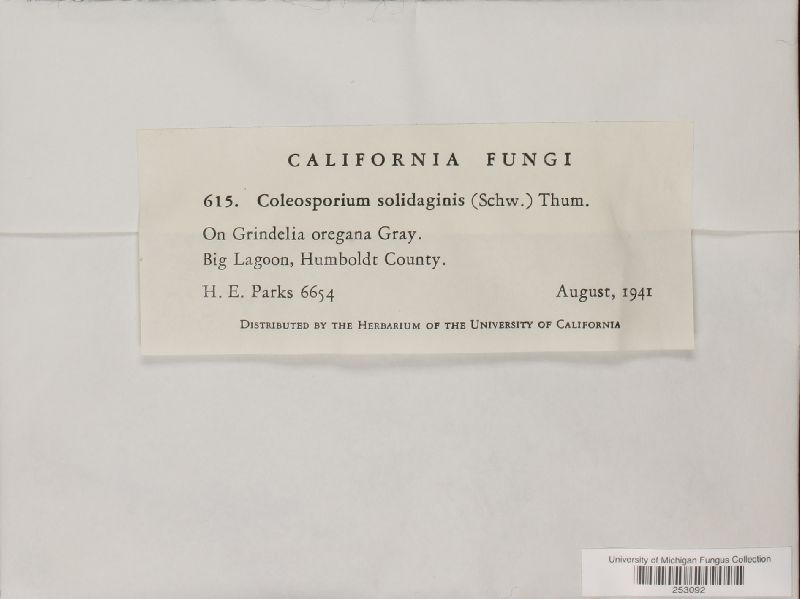 CALIFORNIA FUNGI
615. Coleosporium solidaginis (Schw.) Thum.
On Grindelia oregana Gray.
Big Lagoon, Humboldt County.
H. E. Parks 6654 August, 1941
Distributed by the Herbarium of the University of California
University of Michigan Fungus Collection
253092